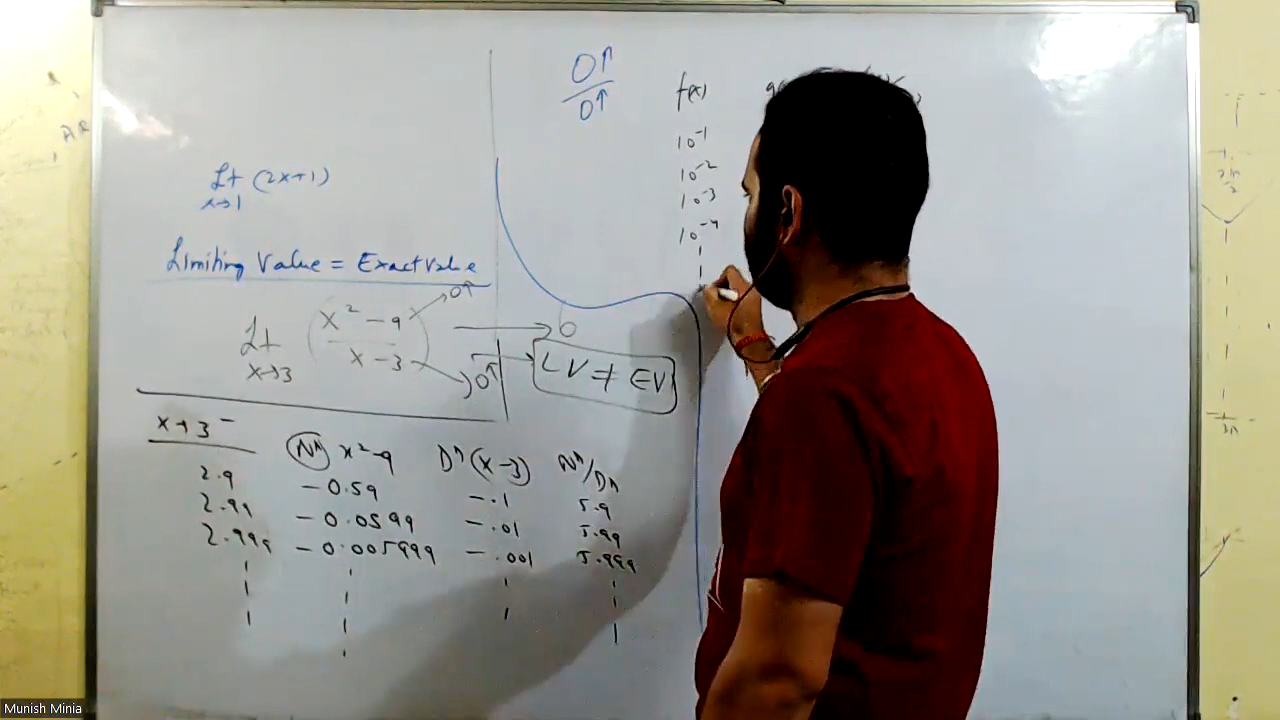 Lt (2x+1)
x→1
Limiting Value = Exact Value
Lt (x² - 9 / x - 3) → 6
x→3
0↑
0↑
LV ≠ EV
x→3⁻ Nʳ x²-9 Dʳ (x-3) Nʳ/Dʳ
2.9 -0.59 -.1 5.9
2.99 -0.0599 -.01 5.99
2.999 -0.005999 -.001 5.999
0↑/0↑
f(x)
10⁻¹
10⁻²
10⁻³
10⁻⁴
Munish Minia